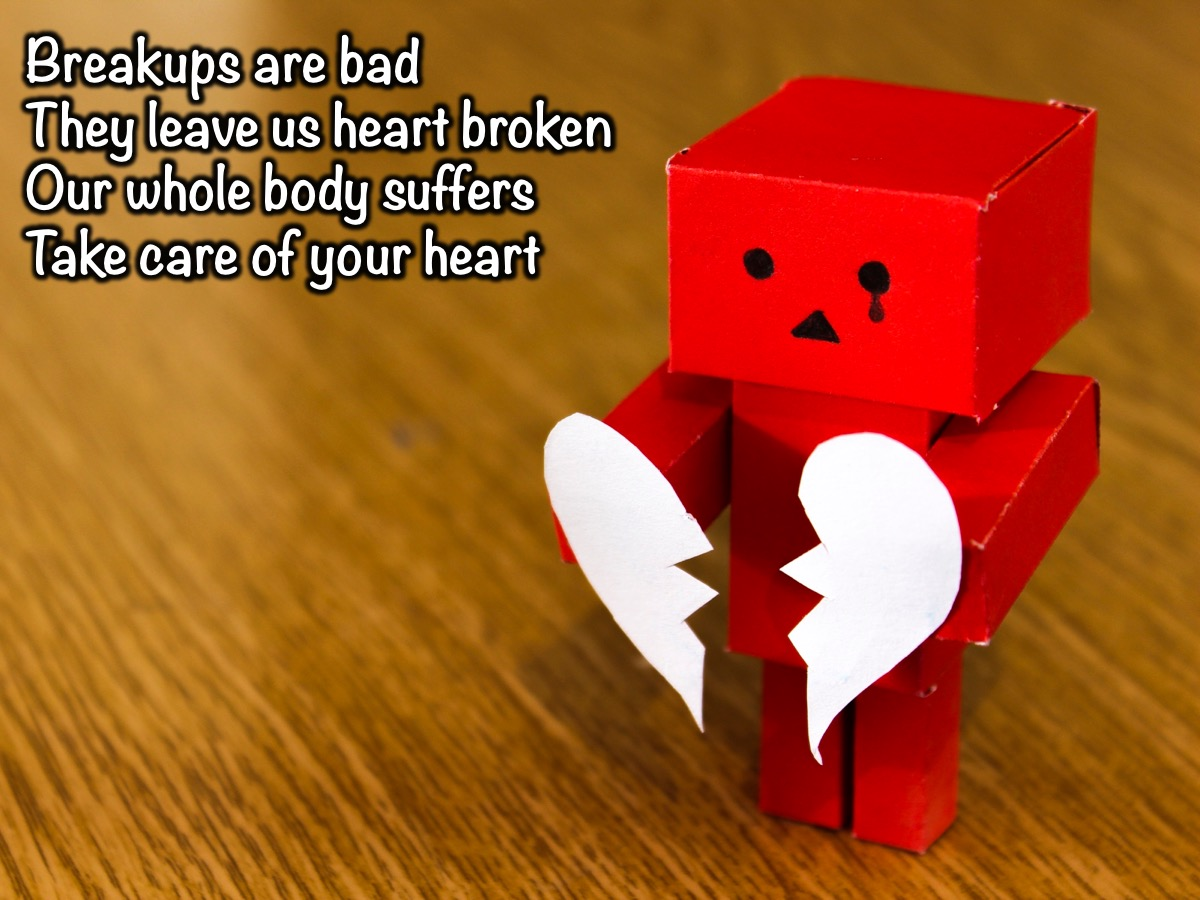 Breakups are bad
They leave us heart broken
Our whole body suffers
Take care of your heart